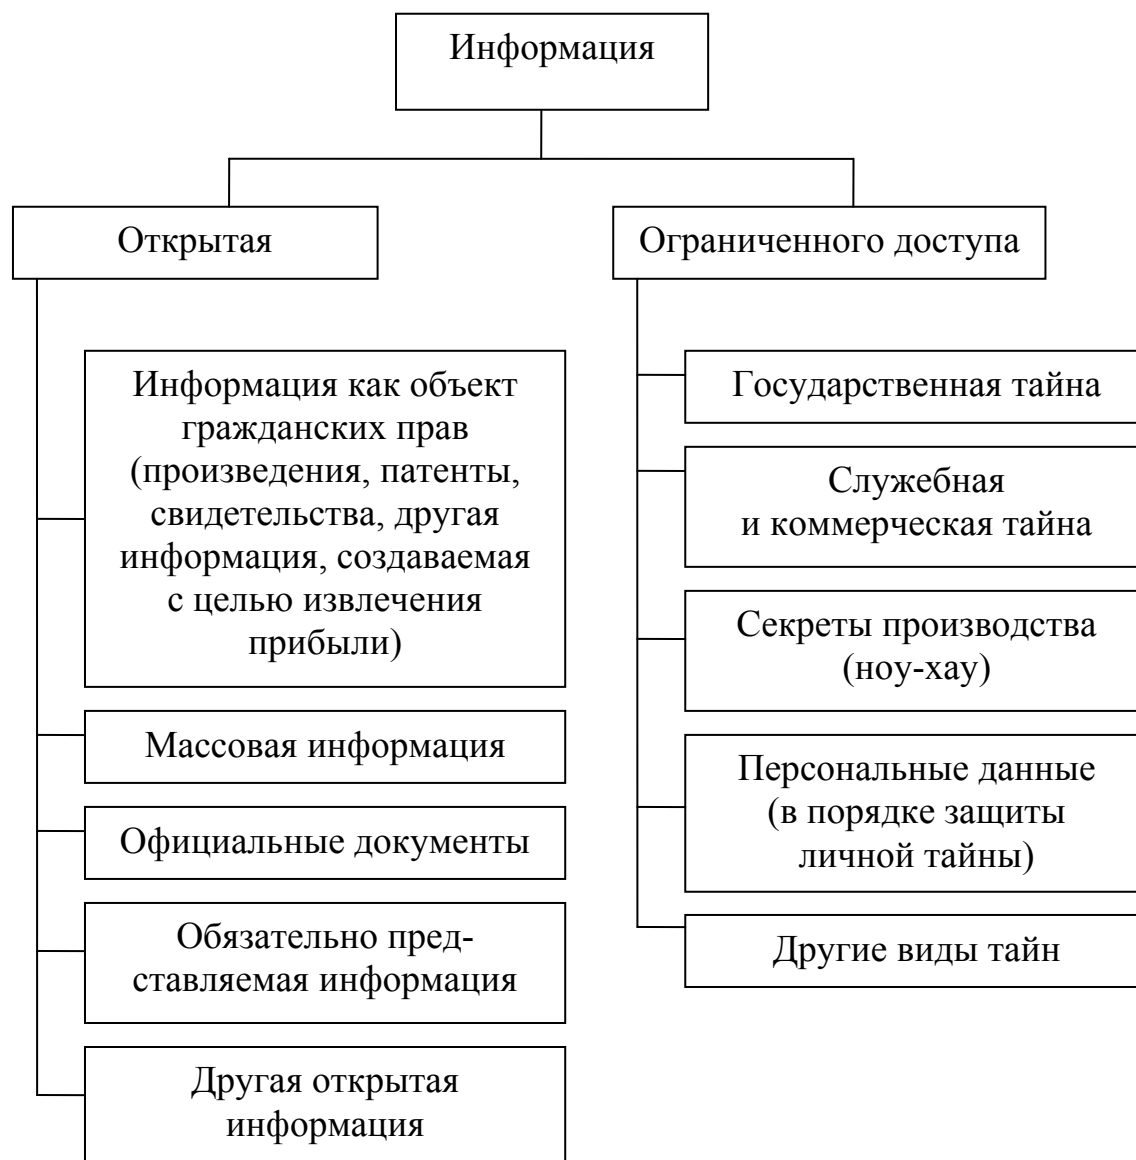 Информация
Открытая
Ограниченного доступа
Информация как объект
гражданских прав
(произведения, патенты,
свидетельства, другая
информация, создаваемая
с целью извлечения
прибыли)
Массовая информация
Официальные документы
Обязательно пред-
ставляемая информация
Другая открытая
информация
Государственная тайна
Служебная
и коммерческая тайна
Секреты производства
(ноу-хау)
Персональные данные
(в порядке защиты
личной тайны)
Другие виды тайн